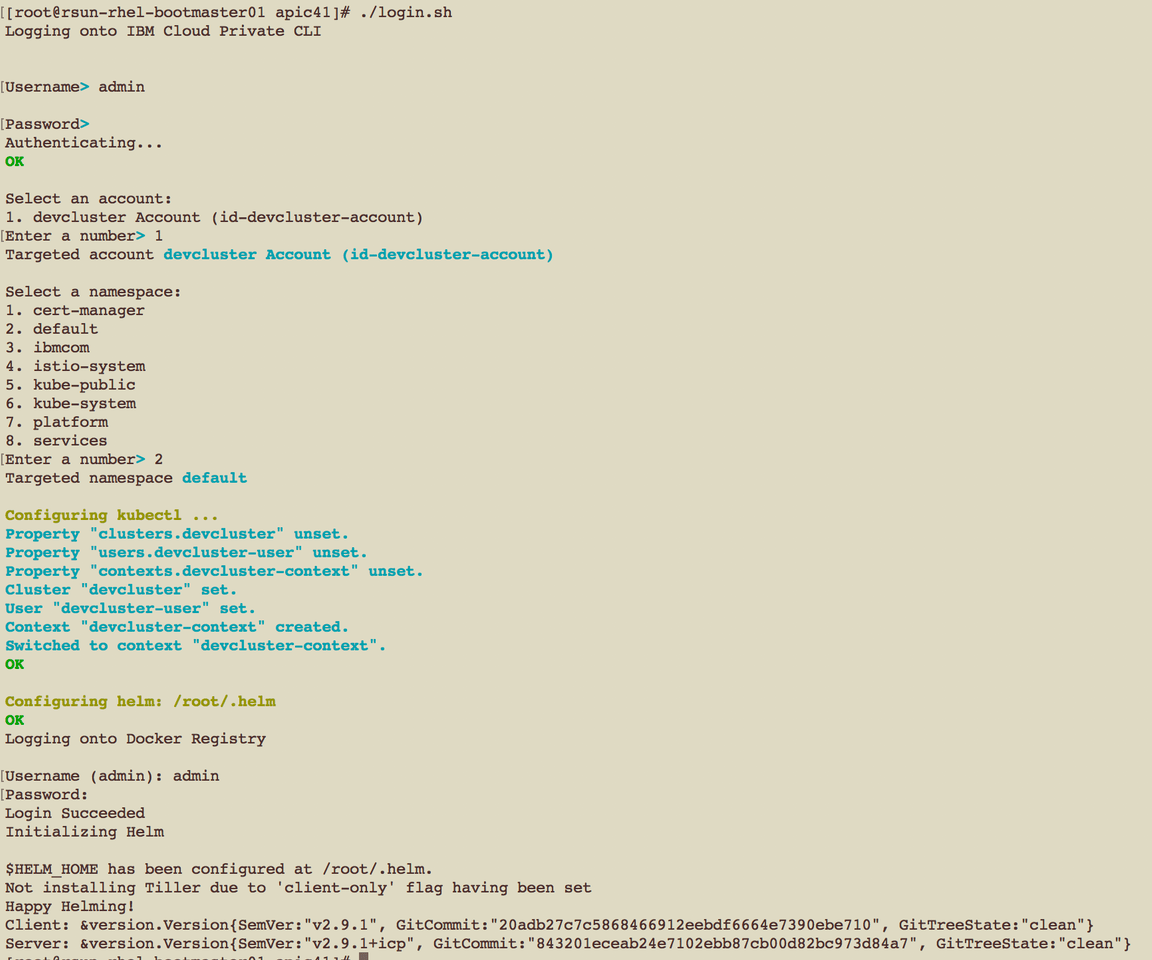 [[root@rsun-rhel-bootmaster01 apic41]# ./login.sh
Logging onto IBM Cloud Private CLI
[Username> admin
[Password>
Authenticating...
OK
Select an account:
1. devcluster Account (id-devcluster-account)
[Enter a number> 1
Targeted account devcluster Account (id-devcluster-account)
Select a namespace:
1. cert-manager
2. default
3. ibmcom
4. istio-system
5. kube-public
6. kube-system
7. platform
8. services
[Enter a number> 2
Targeted namespace default
Configuring kubectl ...
Property "clusters.devcluster" unset.
Property "users.devcluster-user" unset.
Property "contexts.devcluster-context" unset.
Cluster "devcluster" set.
User "devcluster-user" set.
Context "devcluster-context" created.
Switched to context "devcluster-context".
OK
Configuring helm: /root/.helm
OK
Logging onto Docker Registry
[Username (admin): admin
[Password:
Login Succeeded
Initializing Helm
$HELM_HOME has been configured at /root/.helm.
Not installing Tiller due to 'client-only' flag having been set
Happy Helming!
Client: &version.Version{SemVer:"v2.9.1", GitCommit:"20adb27c7c5868466912eebdf6664e7390ebe710", GitTreeState:"clean"}
Server: &version.Version{SemVer:"v2.9.1+icp", GitCommit:"843201eceab24e7102ebb87cb00d82bc973d84a7", GitTreeState:"clean"}
[root@rsun-rhel-bootmaster01 apic41]#